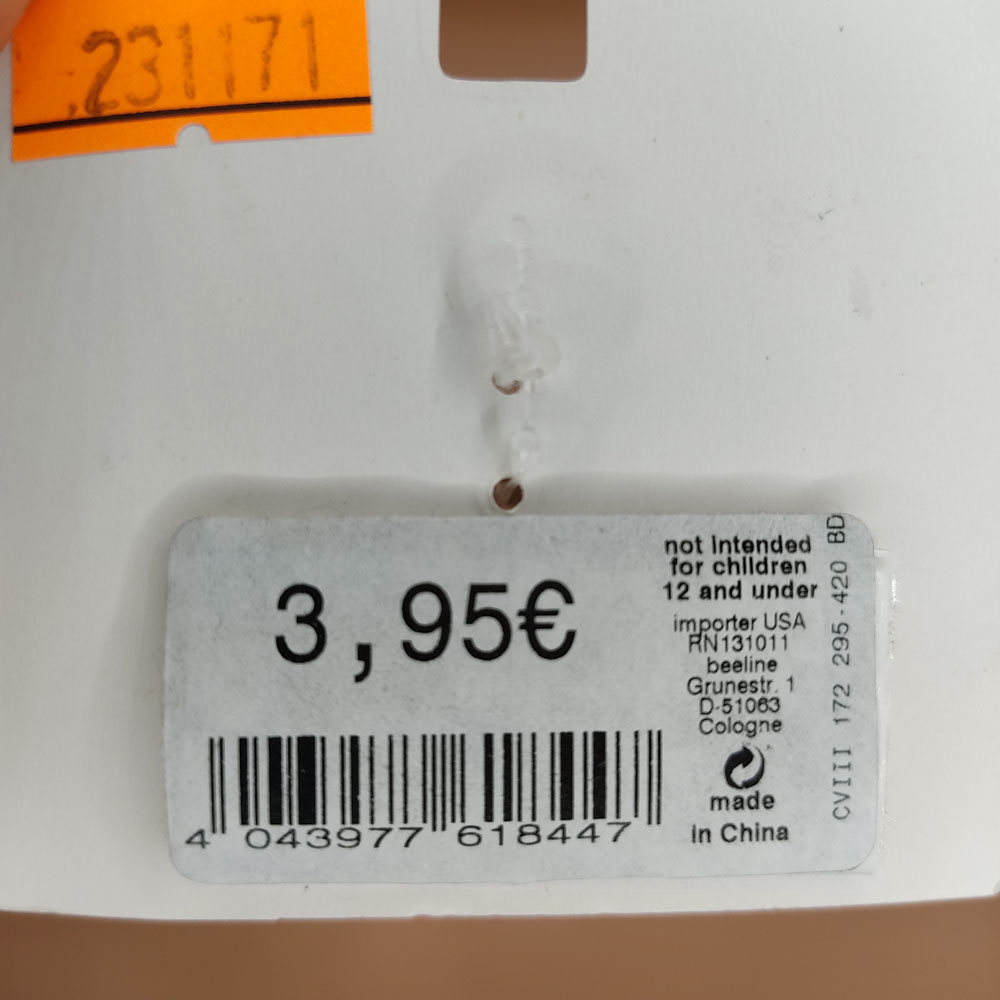 231171
3,95€
not intended
for children
12 and under
importer USA
RN131011
beeline
Grunestr. 1
D-51063
Cologne
made
in China
CVIII 172 295-420 BD
4 043977 618447